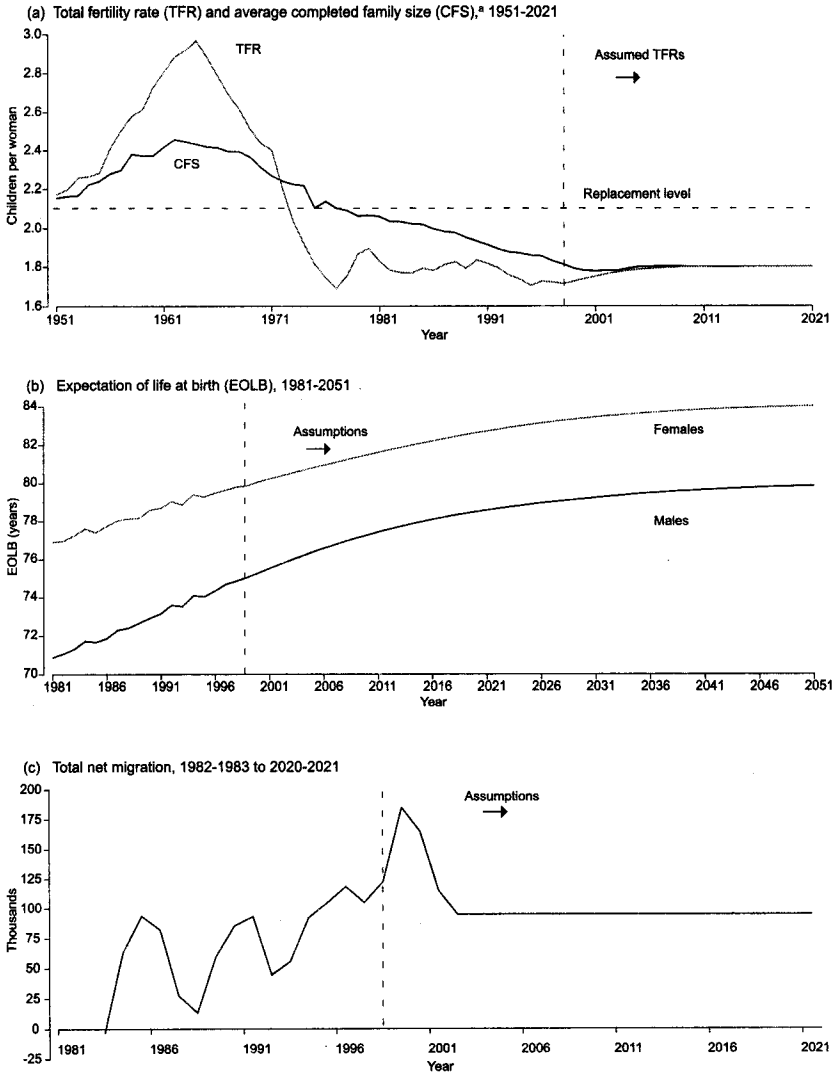 (a) Total fertility rate (TFR) and average completed family size (CFS),ª 1951-2021
3.0
2.8
2.6
2.4
2.2
2.0
1.8
1.6
Children per woman
TFR
CFS
Assumed TFRs
Replacement level
1951 1961 1971 1981 1991 2001 2011 2021
Year
(b) Expectation of life at birth (EOLB), 1981-2051
84
82
80
78
76
74
72
70
EOLB (years)
Assumptions
Females
Males
1981 1986 1991 1996 2001 2006 2011 2016 2021 2026 2031 2036 2041 2046 2051
Year
(c) Total net migration, 1982-1983 to 2020-2021
200
175
150
125
100
75
50
25
0
-25
Thousands
Assumptions
1981 1986 1991 1996 2001 2006 2011 2016 2021
Year